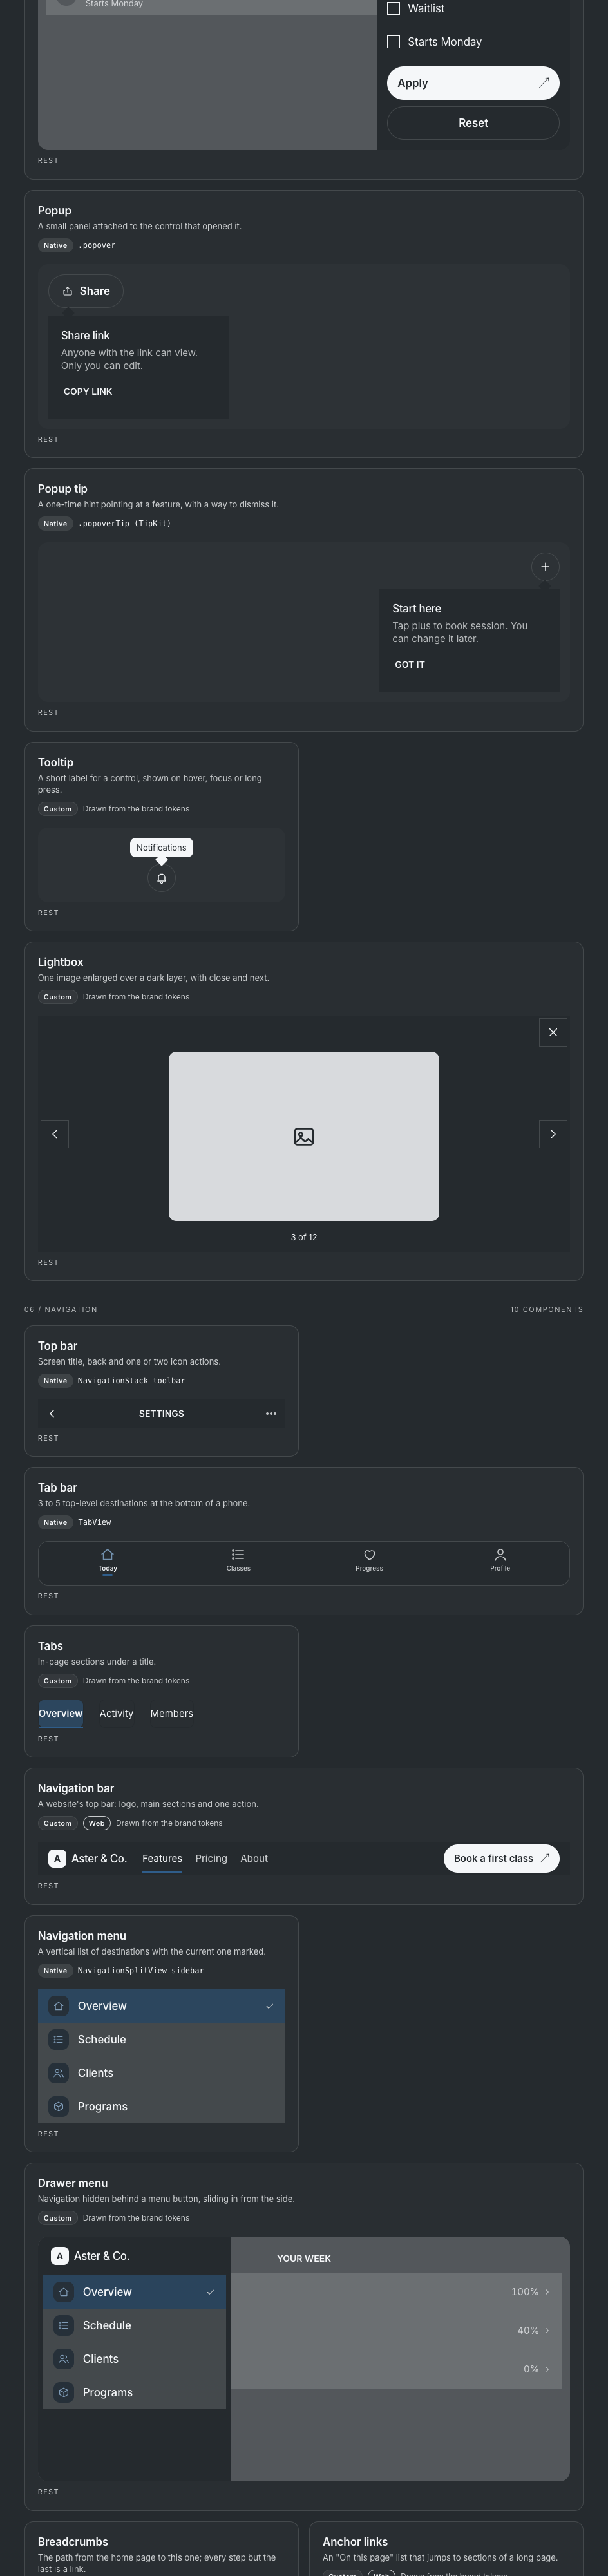 Starts Monday
Waitlist
Starts Monday
Apply
Reset
REST
Popup
A small panel attached to the control that opened it.
Native .popover
Share
Share link
Anyone with the link can view.
Only you can edit.
COPY LINK
REST
Popup tip
A one-time hint pointing at a feature, with a way to dismiss it.
Native .popoverTip (TipKit)
Start here
Tap plus to book session. You
can change it later.
GOT IT
REST
Tooltip
A short label for a control, shown on hover, focus or long
press.
Custom Drawn from the brand tokens
Notifications
REST
Lightbox
One image enlarged over a dark layer, with close and next.
Custom Drawn from the brand tokens
3 of 12
REST
06 / NAVIGATION 10 COMPONENTS
Top bar
Screen title, back and one or two icon actions.
Native NavigationStack toolbar
SETTINGS
REST
Tab bar
3 to 5 top-level destinations at the bottom of a phone.
Native TabView
Today Classes Progress Profile
REST
Tabs
In-page sections under a title.
Custom Drawn from the brand tokens
Overview Activity Members
REST
Navigation bar
A website's top bar: logo, main sections and one action.
Custom Web Drawn from the brand tokens
A Aster & Co. Features Pricing About Book a first class
REST
Navigation menu
A vertical list of destinations with the current one marked.
Native NavigationSplitView sidebar
Overview
Schedule
Clients
Programs
REST
Drawer menu
Navigation hidden behind a menu button, sliding in from the side.
Custom Drawn from the brand tokens
A Aster & Co.
Overview
Schedule
Clients
Programs
YOUR WEEK
100%
40%
0%
REST
Breadcrumbs
The path from the home page to this one; every step but the
last is a link.
Anchor links
An "On this page" list that jumps to sections of a long page.
Custom Web Drawn from the brand tokens